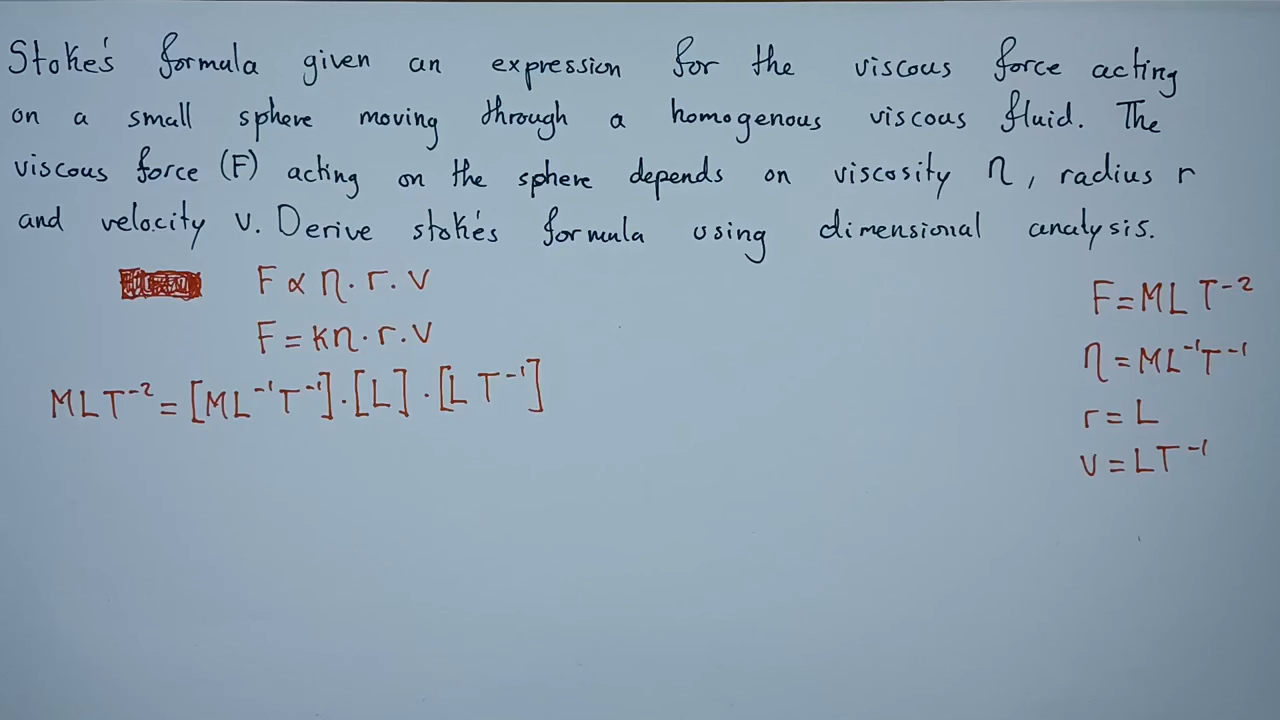 Stoke's formula given an expression for the viscous force acting
on a small sphere moving through a homogenous viscous fluid. The
viscous force (F) acting on the sphere depends on viscosity η, radius r
and velocity v. Derive stoke's formula using dimensional analysis.
F ∝ η · r · v
F = kη · r · v
MLT⁻² = [ML⁻¹T⁻¹] · [L] · [LT⁻¹]
F = MLT⁻²
η = ML⁻¹T⁻¹
r = L
v = LT⁻¹